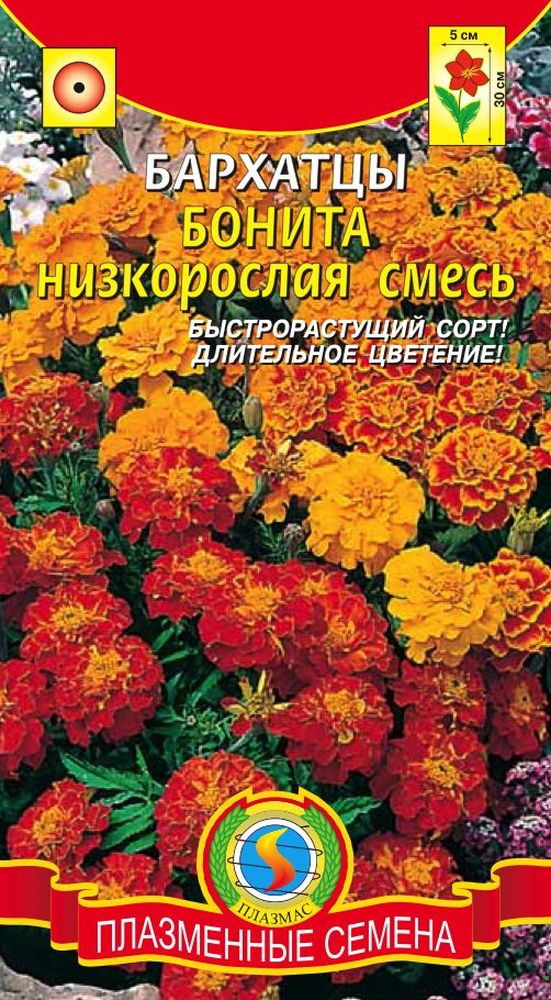 5 см
30 см
БАРХАТЦЫ
БОНИТА
низкорослая смесь
БЫСТРОРАСТУЩИЙ СОРТ!
ДЛИТЕЛЬНОЕ ЦВЕТЕНИЕ!
ПЛАЗМАС
ПЛАЗМЕННЫЕ СЕМЕНА